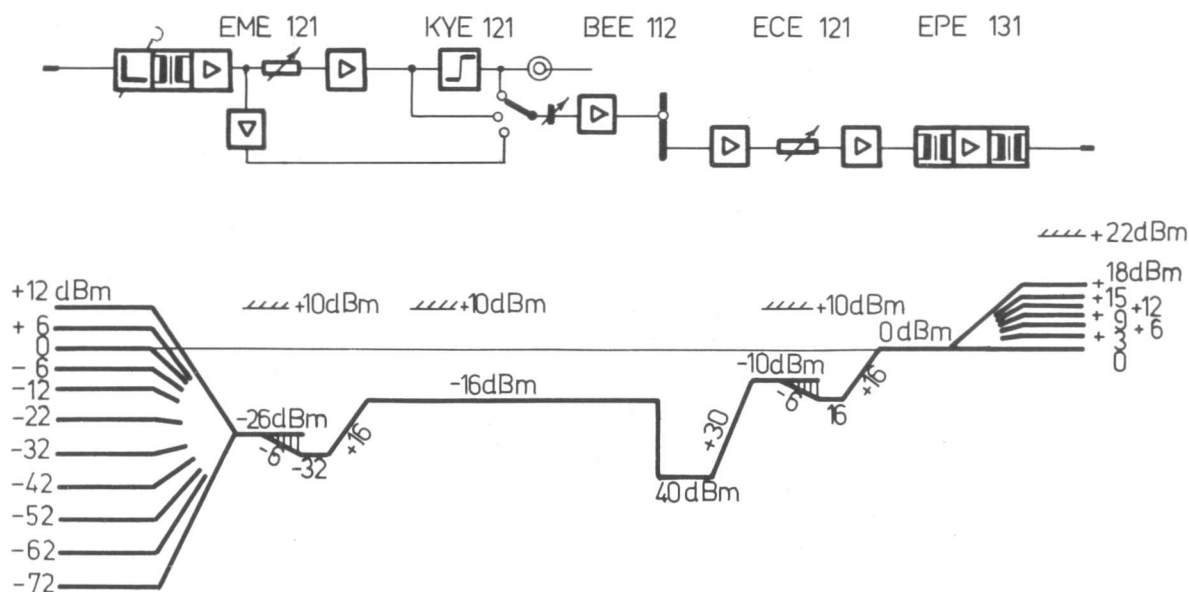 EME 121 KYE 121 BEE 112 ECE 121 EPE 131
+22dBm
+12 dBm
+10dBm
+10dBm
+10dBm
+18dBm
+15
+12
+ 6
+ 9
+ 6
0
0dBm
+ 3
- 6
-10dBm
0
-12
-16dBm
-6
16
+16
-22
-26dBm
+16
+30
-32
-6
-32
-42
40dBm
-52
-62
-72